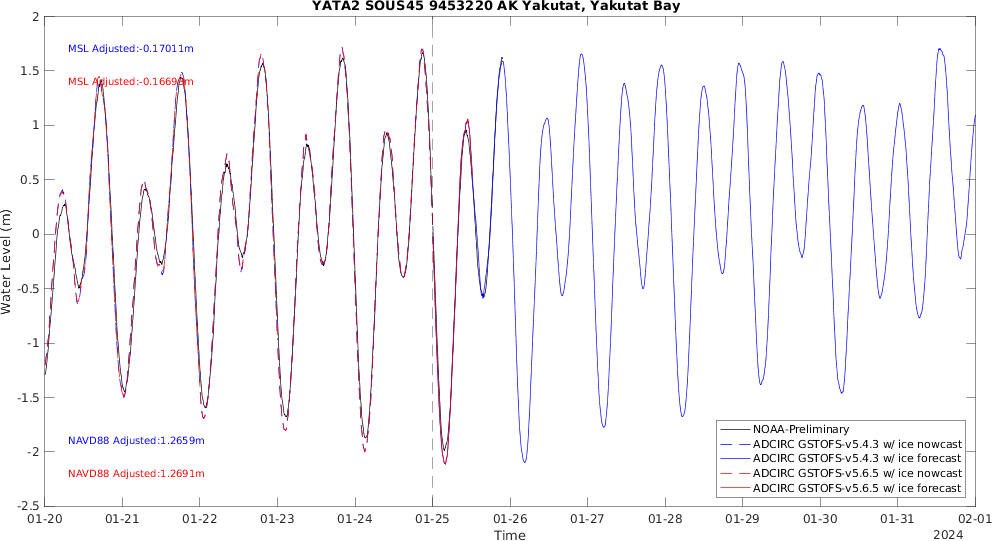 YATA2 SOUS45 9453220 AK Yakutat, Yakutat Bay
2
1.5
1
0.5
0
-0.5
-1
-1.5
-2
-2.5
Water Level (m)
MSL Adjusted:-0.17011m
MSL Adjusted:
NAVD88 Adjusted:1.2659m
NAVD88 Adjusted:1.2691m
NOAA-Preliminary
ADCIRC GSTOFS-v5.4.3 w/ ice nowcast
ADCIRC GSTOFS-v5.4.3 w/ ice forecast
ADCIRC GSTOFS-v5.6.5 w/ ice nowcast
ADCIRC GSTOFS-v5.6.5 w/ ice forecast
01-20 01-21 01-22 01-23 01-24 01-25 01-26 01-27 01-28 01-29 01-30 01-31 02-01
Time
2024